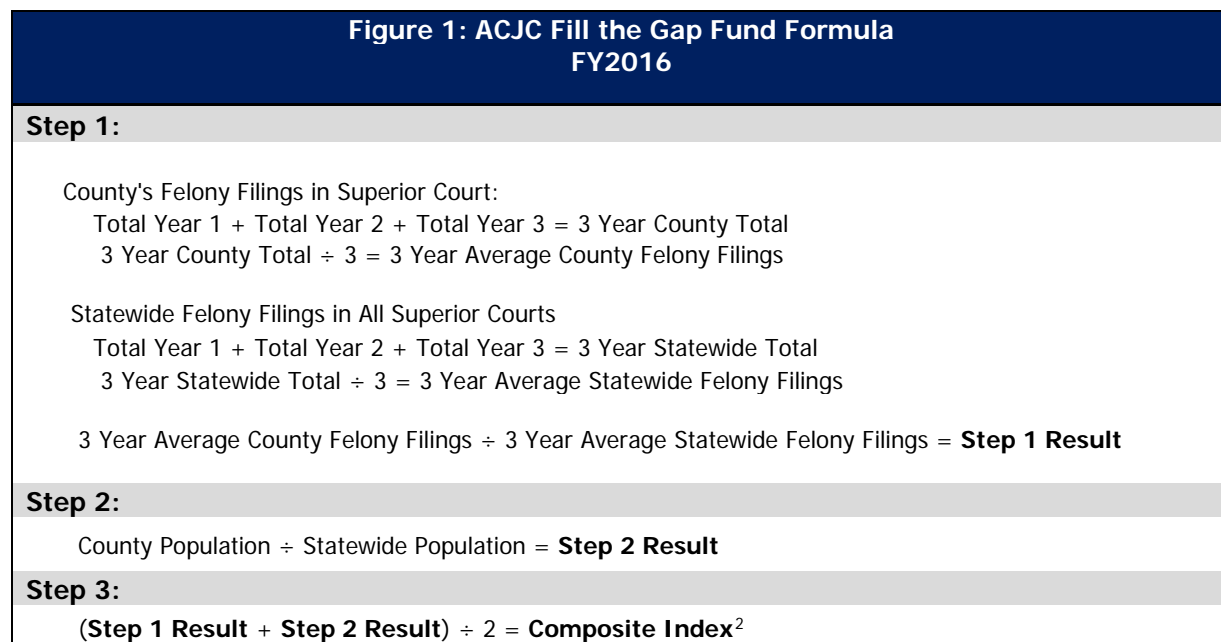 Figure 1: ACJC Fill the Gap Fund Formula
FY2016
Step 1:
County's Felony Filings in Superior Court:
Total Year 1 + Total Year 2 + Total Year 3 = 3 Year County Total
3 Year County Total ÷ 3 = 3 Year Average County Felony Filings
Statewide Felony Filings in All Superior Courts
Total Year 1 + Total Year 2 + Total Year 3 = 3 Year Statewide Total
3 Year Statewide Total ÷ 3 = 3 Year Average Statewide Felony Filings
3 Year Average County Felony Filings ÷ 3 Year Average Statewide Felony Filings = Step 1 Result
Step 2:
County Population ÷ Statewide Population = Step 2 Result
Step 3:
(Step 1 Result + Step 2 Result) ÷ 2 = Composite Index²